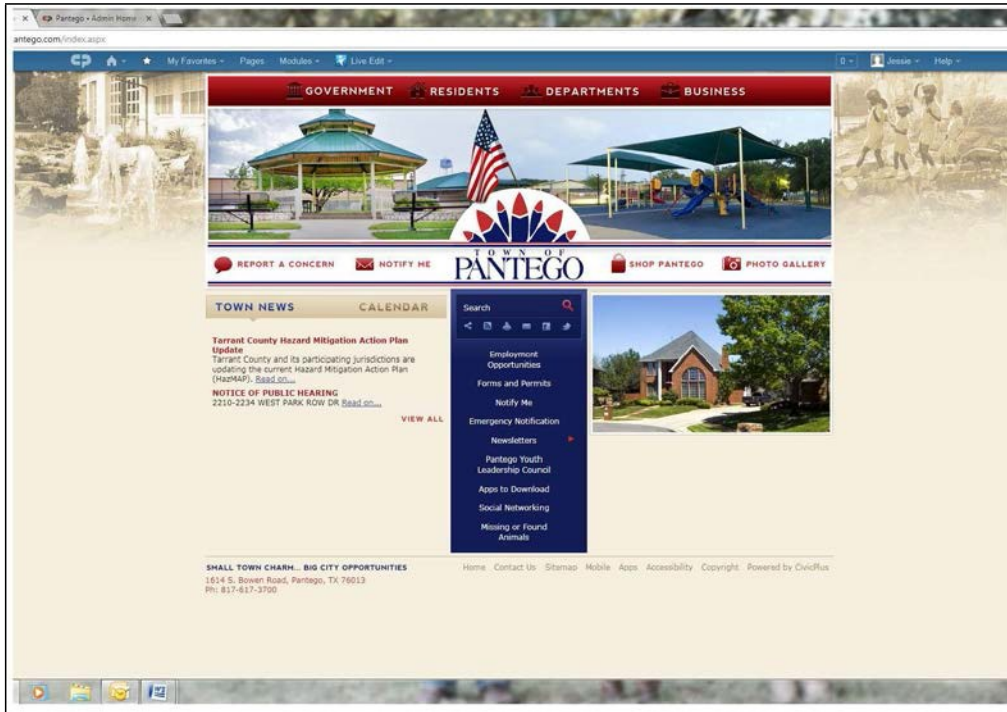 Pantego • Admin Home
antego.com/index.aspx
CP My Favorites Pages Modules Live Edit 0 Jessie Help
GOVERNMENT RESIDENTS DEPARTMENTS BUSINESS
REPORT A CONCERN NOTIFY ME TOWN OF PANTEGO SHOP PANTEGO PHOTO GALLERY
TOWN NEWS CALENDAR
Tarrant County Hazard Mitigation Action Plan
Update
Tarrant County and its participating jurisdictions are
updating the current Hazard Mitigation Action Plan
(HazMAP). Read on...
NOTICE OF PUBLIC HEARING
2210-2234 WEST PARK ROW DR Read on...
VIEW ALL
Search
Employment
Opportunities
Forms and Permits
Notify Me
Emergency Notification
Newsletters
Pantego Youth
Leadership Council
Apps to Download
Social Networking
Missing or Found
Animals
SMALL TOWN CHARM... BIG CITY OPPORTUNITIES
1614 S. Bowen Road, Pantego, TX 76013
Ph: 817-617-3700
Home Contact Us Sitemap Mobile Apps Accessibility Copyright Powered by CivicPlus